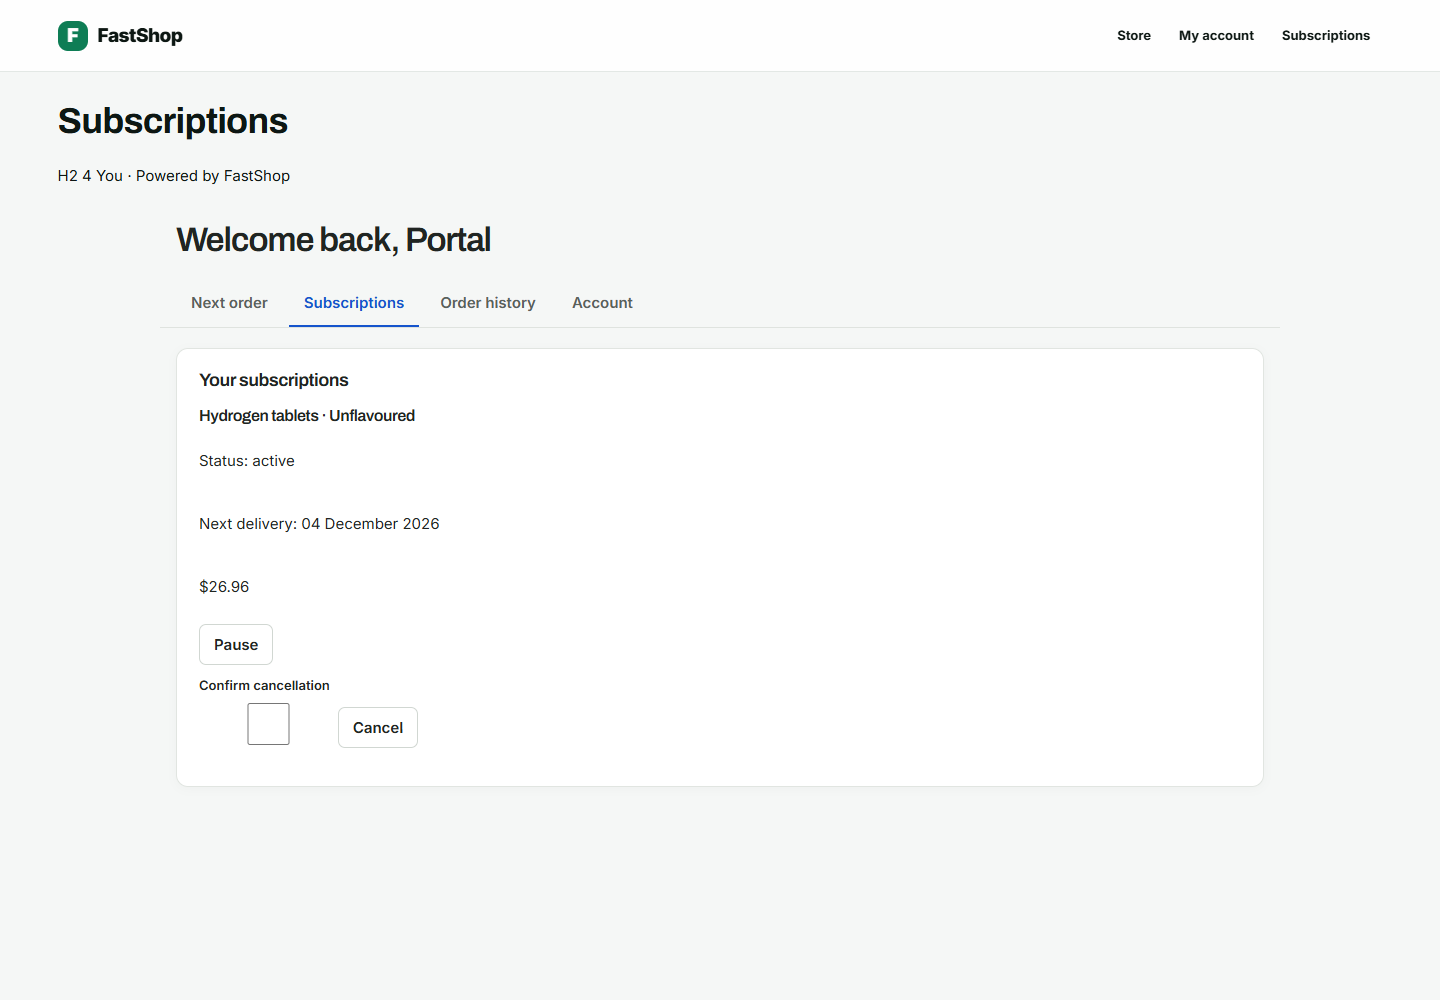 F FastShop
Store My account Subscriptions
Subscriptions
H2 4 You · Powered by FastShop
Welcome back, Portal
Next order Subscriptions Order history Account
Your subscriptions
Hydrogen tablets · Unflavoured
Status: active
Next delivery: 04 December 2026
$26.96
Pause
Confirm cancellation
Cancel